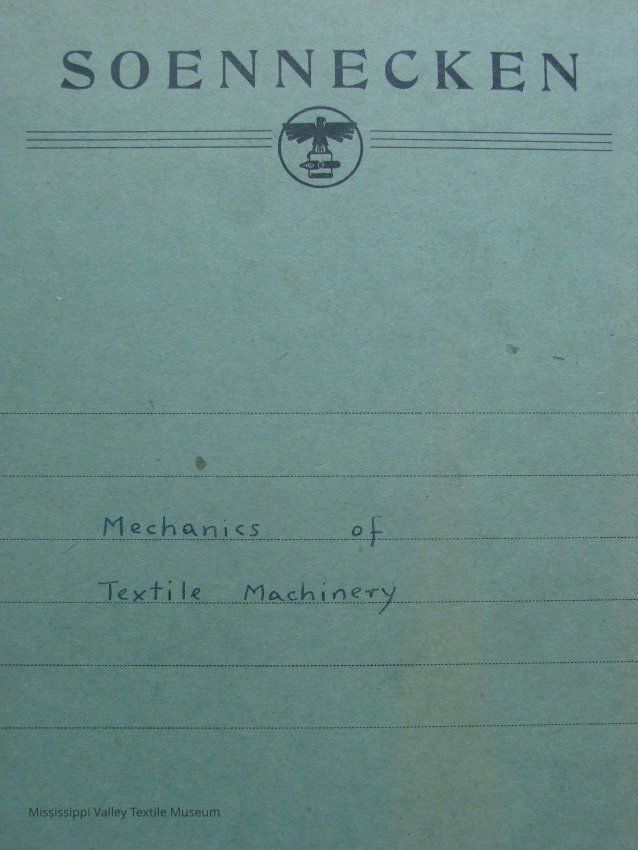 SOENNECKEN
Mechanics of
Textile Machinery
Mississippi Valley Textile Museum